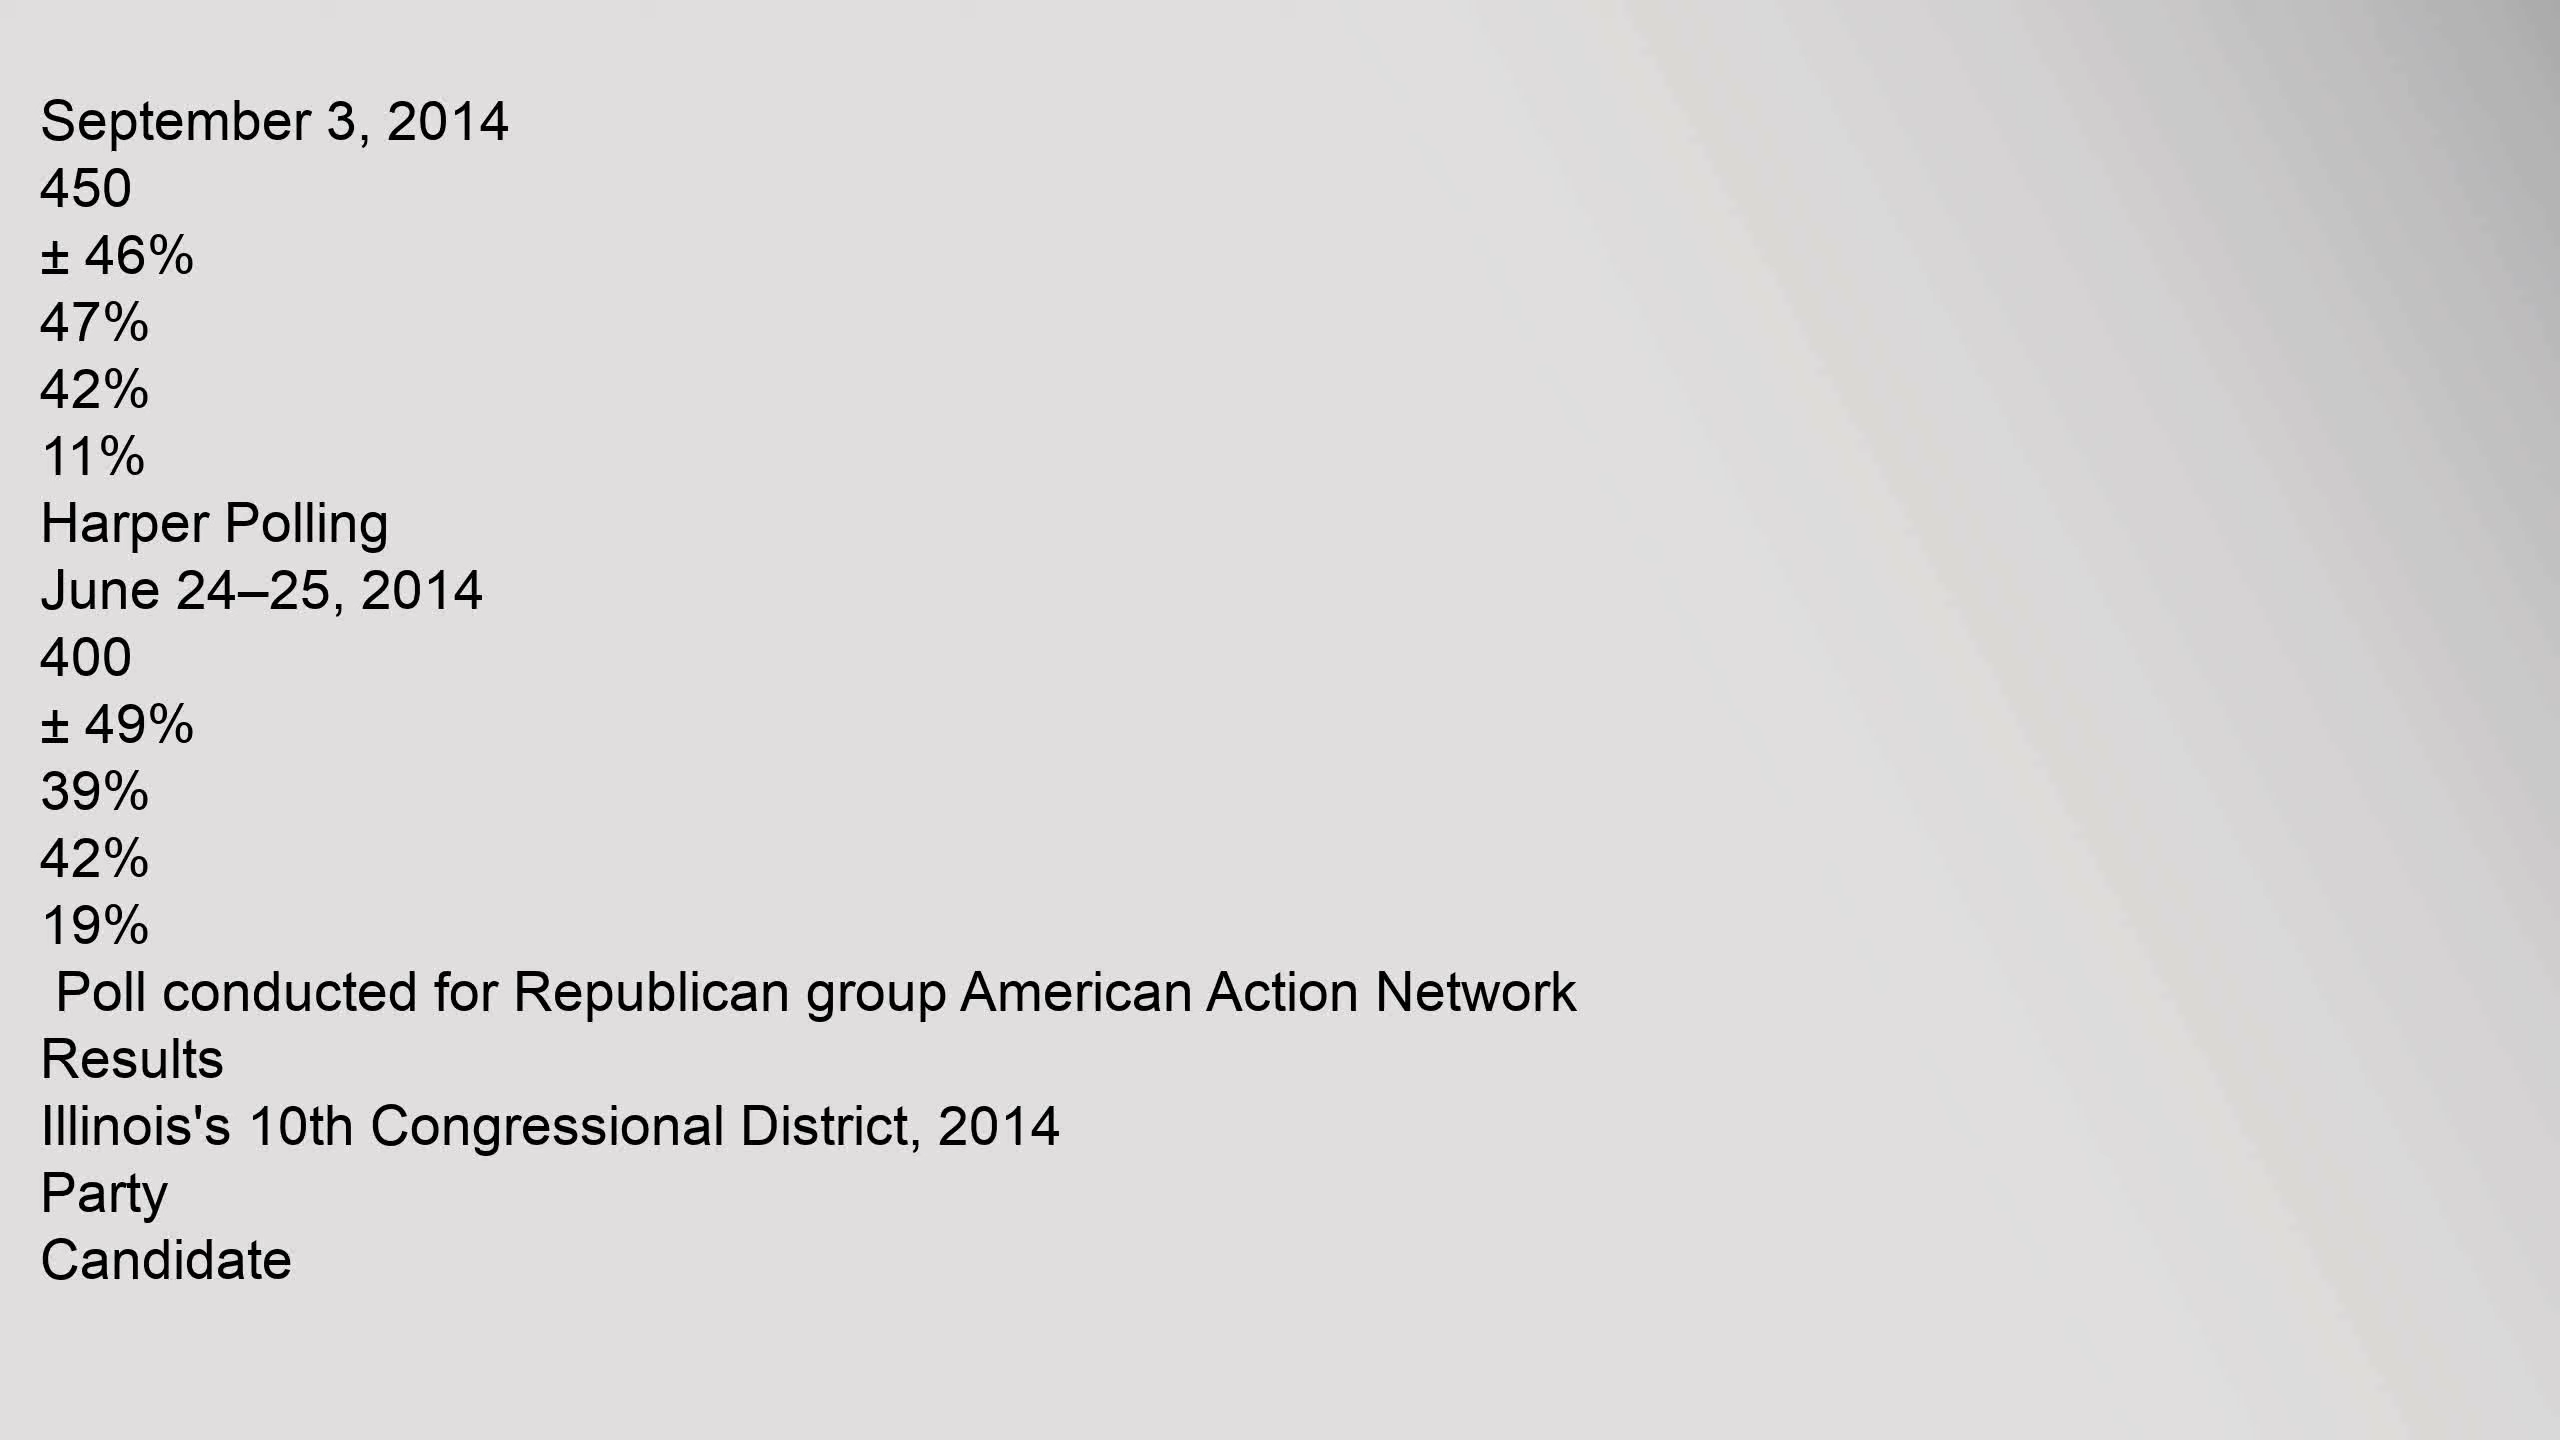 September 3, 2014
450
± 46%
47%
42%
11%
Harper Polling
June 24–25, 2014
400
± 49%
39%
42%
19%
Poll conducted for Republican group American Action Network
Results
Illinois's 10th Congressional District, 2014
Party
Candidate